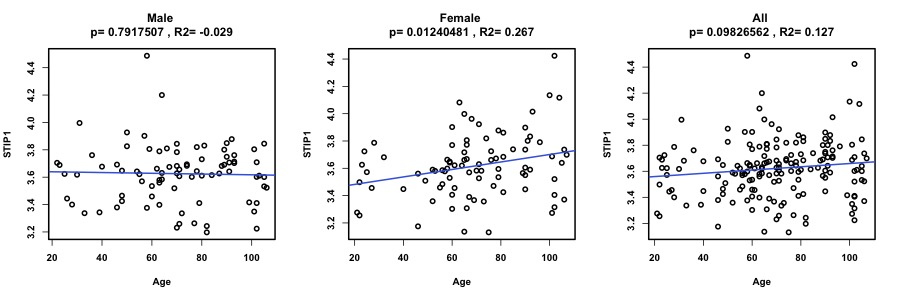 Male
p= 0.7917507 , R2= -0.029
STIP1
4.4
4.2
4.0
3.8
3.6
3.4
3.2
20 40 60 80 100
Age
Female
p= 0.01240481 , R2= 0.267
STIP1
4.4
4.2
4.0
3.8
3.6
3.4
3.2
20 40 60 80 100
Age
All
p= 0.09826562 , R2= 0.127
STIP1
4.4
4.2
4.0
3.8
3.6
3.4
3.2
20 40 60 80 100
Age